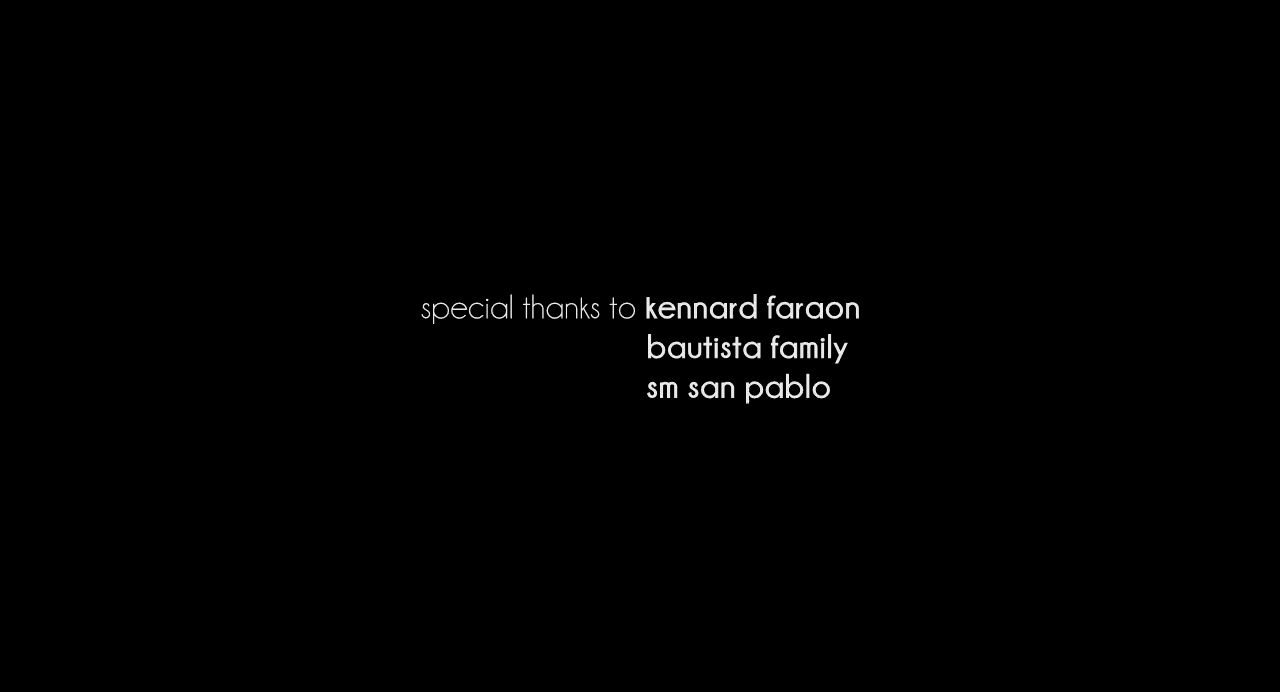 special thanks to kennard faraon
bautista family
sm san pablo